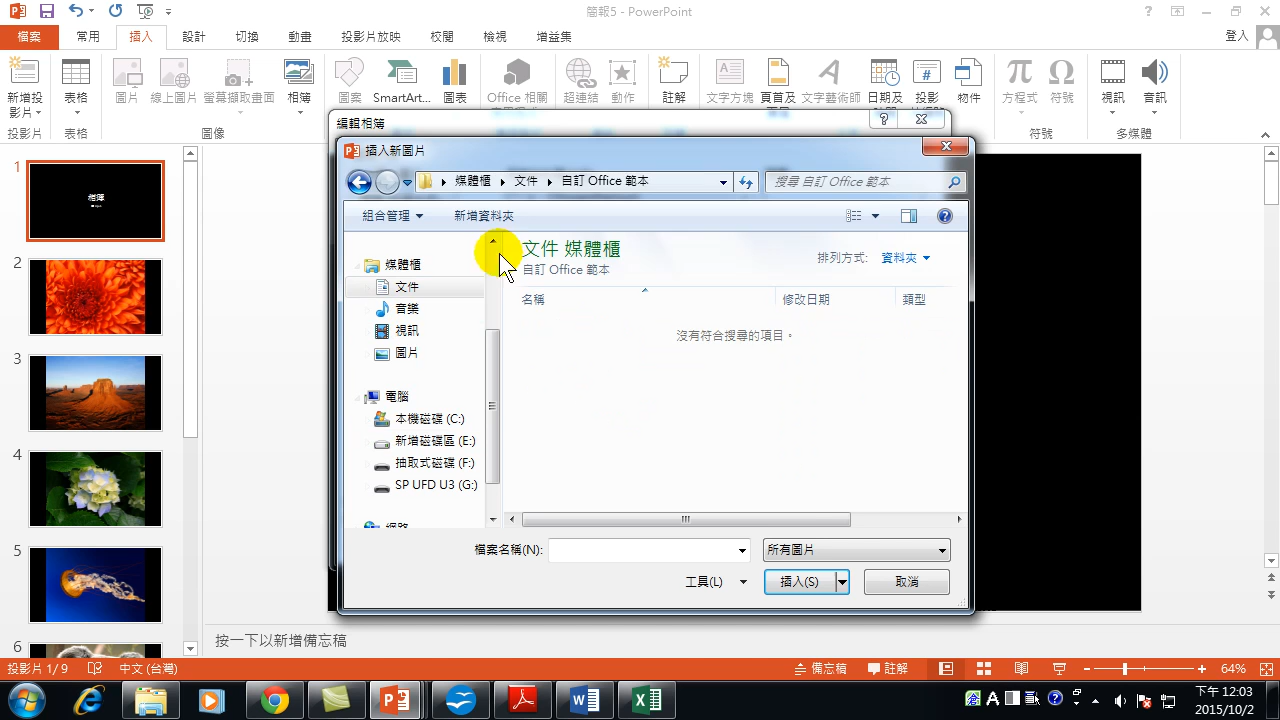 簡報5 - PowerPoint
檔案 常用 插入 設計 切換 動畫 投影片放映 校閱 檢視 增益集 登入
新增投影片 表格 圖片 線上圖片 螢幕擷取畫面 相簿 圖案 SmartArt... 圖表 Office 相關 超連結 動作 註解 文字方塊 頁首及 文字藝術師 日期及 投影 物件 方程式 符號 視訊 音訊
投影片 表格 圖像 符號 多媒體
編輯相簿
插入新圖片
媒體櫃 文件 自訂 Office 範本
搜尋 自訂 Office 範本
組合管理 新增資料夾
媒體櫃
文件
音樂
視訊
圖片
電腦
本機磁碟 (C:)
新增磁碟區 (E:)
抽取式磁碟 (F:)
SP UFD U3 (G:)
網路
文件 媒體櫃
自訂 Office 範本
排列方式: 資料夾
名稱 修改日期 類型
沒有符合搜尋的項目。
檔案名稱(N):
所有圖片
工具(L) 插入(S) 取消
1
相簿
2
3
4
5
6
按一下以新增備忘稿
投影片 1/9 中文 (台灣) 備忘稿 註解 64%
下午 12:03
2015/10/2